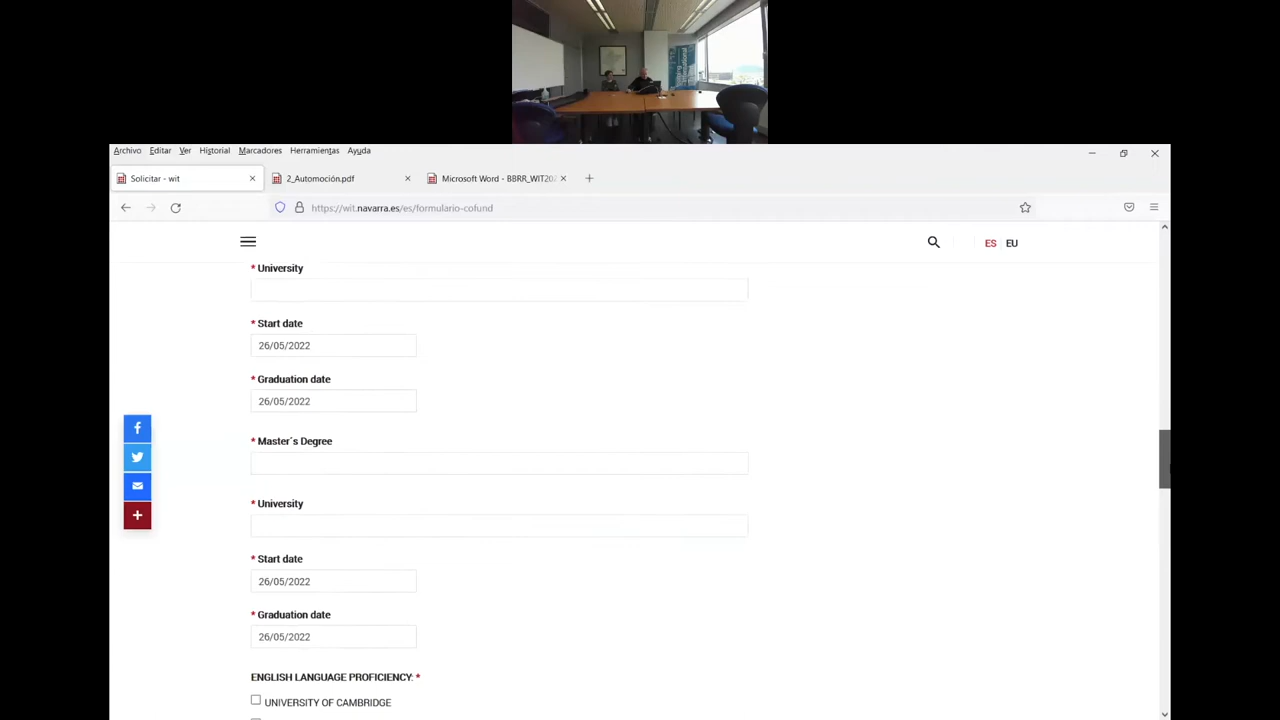 Archivo Editar Ver Historial Marcadores Herramientas Ayuda
Solicitar - wit
2_Automoción.pdf
Microsoft Word - BBRR_WIT202
https://wit.navarra.es/es/formulario-cofund
ES EU
* University
* Start date
26/05/2022
* Graduation date
26/05/2022
* Master´s Degree
* University
* Start date
26/05/2022
* Graduation date
26/05/2022
ENGLISH LANGUAGE PROFICIENCY: *
UNIVERSITY OF CAMBRIDGE